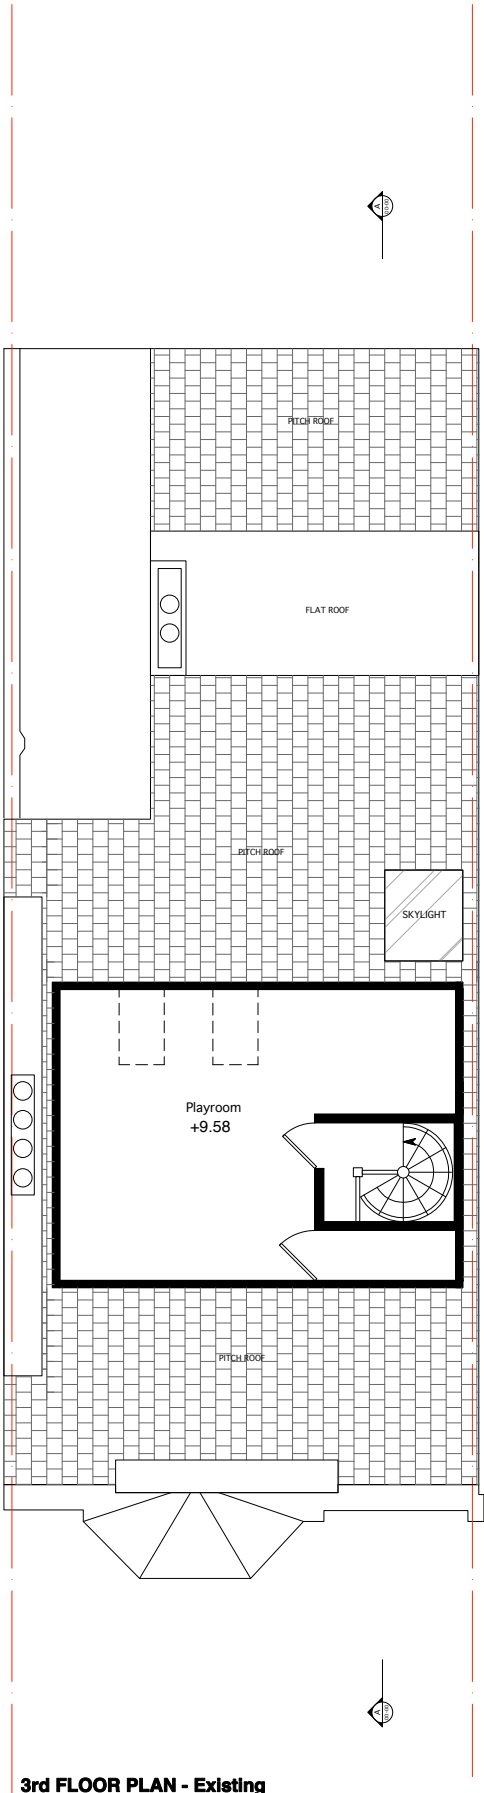 A
PITCH ROOF
FLAT ROOF
PITCH ROOF
SKYLIGHT
Playroom
+9.58
PITCH ROOF
A
3rd FLOOR PLAN - Existing